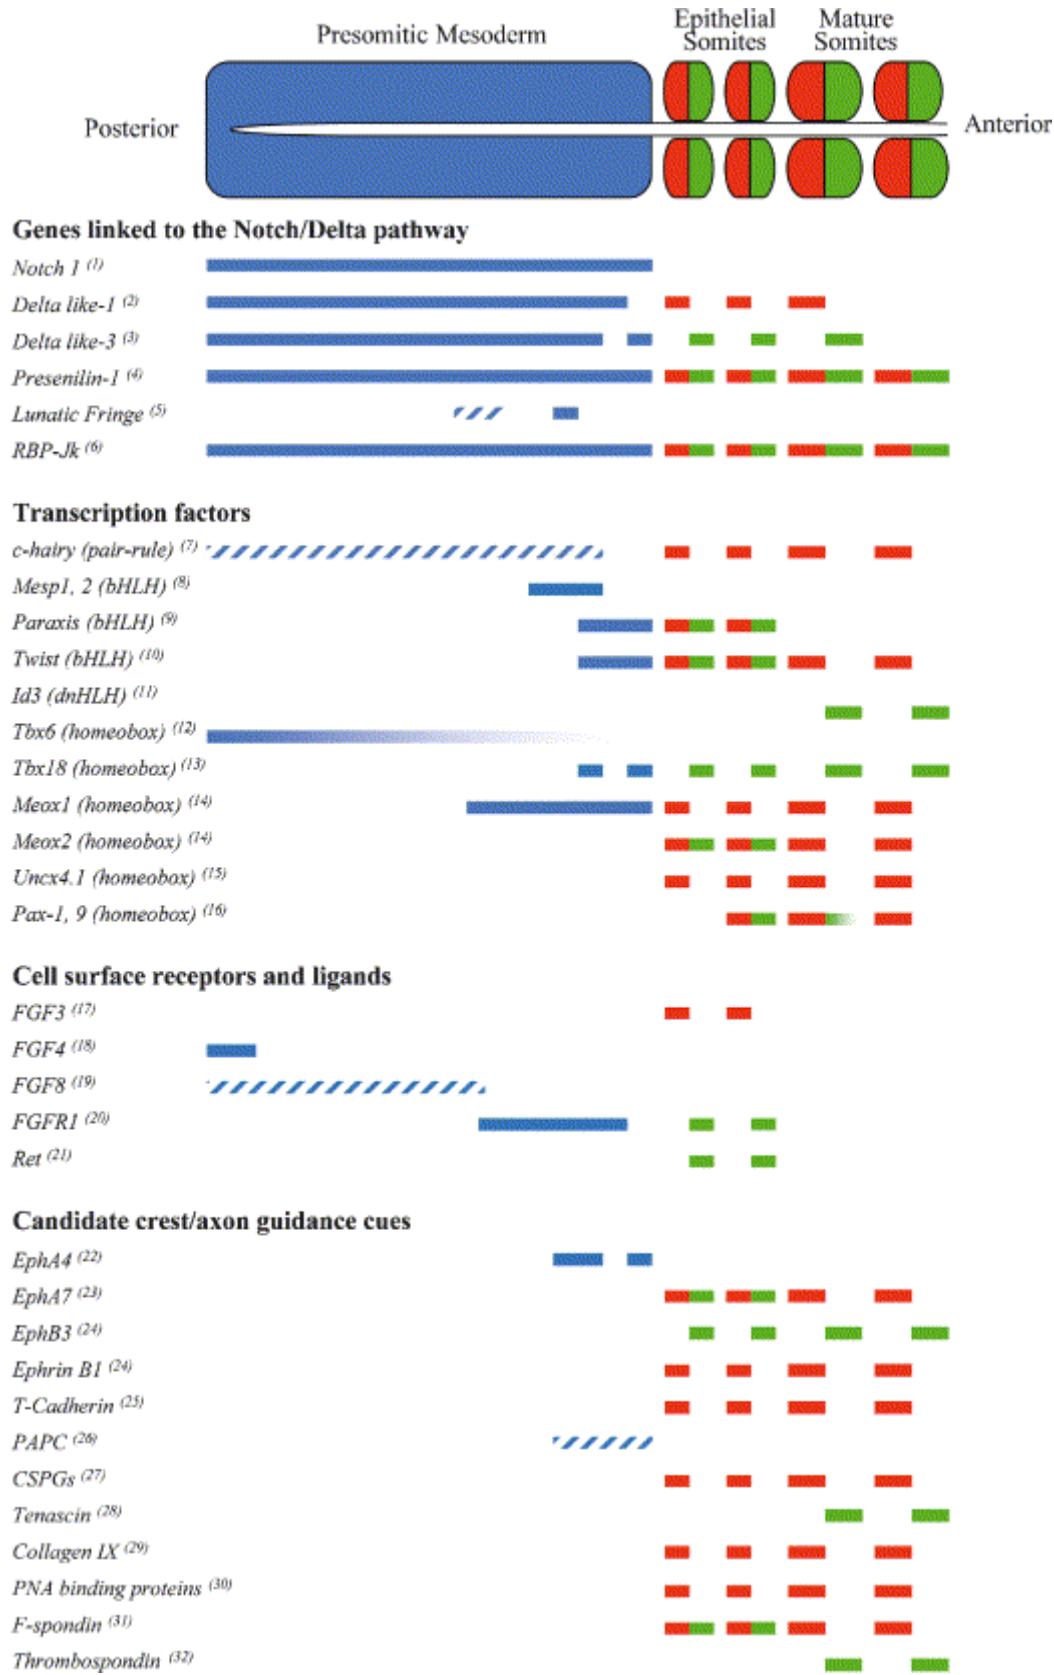 Presomitic Mesoderm
Epithelial Somites
Mature Somites
Posterior
Anterior
Genes linked to the Notch/Delta pathway
Notch 1 (1)
Delta like-1 (2)
Delta like-3 (3)
Presenilin-1 (4)
Lunatic Fringe (5)
RBP-Jk (6)
Transcription factors
c-hairy (pair-rule) (7)
Mesp1, 2 (bHLH) (8)
Paraxis (bHLH) (9)
Twist (bHLH) (10)
Id3 (dnHLH) (11)
Tbx6 (homeobox) (12)
Tbx18 (homeobox) (13)
Meox1 (homeobox) (14)
Meox2 (homeobox) (14)
Uncx4.1 (homeobox) (15)
Pax-1, 9 (homeobox) (16)
Cell surface receptors and ligands
FGF3 (17)
FGF4 (18)
FGF8 (19)
FGFR1 (20)
Ret (21)
Candidate crest/axon guidance cues
EphA4 (22)
EphA7 (23)
EphB3 (24)
Ephrin B1 (24)
T-Cadherin (25)
PAPC (26)
CSPGs (27)
Tenascin (28)
Collagen IX (29)
PNA binding proteins (30)
F-spondin (31)
Thrombospondin (32)